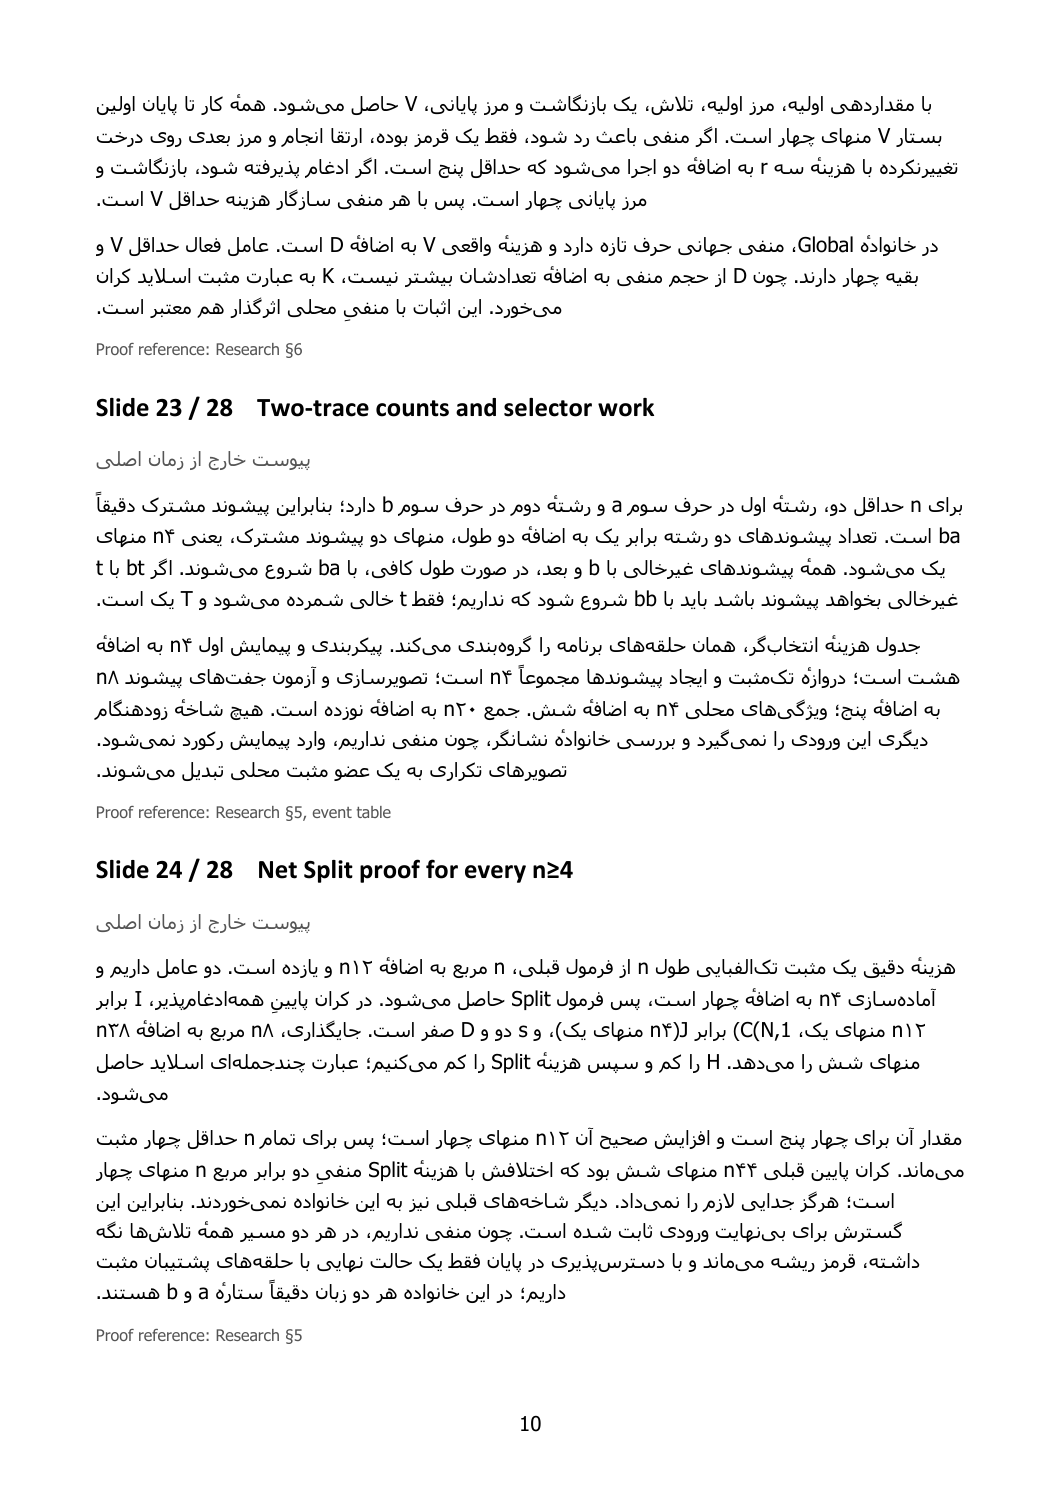 با مقداردهی اولیه، مرز اولیه، تلاش، یک بازنگاشت و مرز پایانی، V حاصل می‌شود. همهٔ کار تا پایان اولین
بستار V منهای چهار است. اگر منفی باعث رد شود، فقط یک قرمز بوده، ارتقا انجام و مرز بعدی روی درخت
تغییرنکرده با هزینهٔ سه r به اضافهٔ دو اجرا می‌شود که حداقل پنج است. اگر ادغام پذیرفته شود، بازنگاشت و
مرز پایانی چهار است. پس با هر منفی سازگار هزینه حداقل V است.
در خانوادهٔ Global، منفی جهانی حرف تازه دارد و هزینهٔ واقعی V به اضافهٔ D است. عامل فعال حداقل V و
بقیه چهار دارند. چون D از حجم منفی به اضافهٔ تعدادشان بیشتر نیست، K به عبارت مثبت اسلاید کران
می‌خورد. این اثبات با منفیِ محلی اثرگذار هم معتبر است.
Proof reference: Research §6
Slide 23 / 28 Two-trace counts and selector work
پیوست خارج از زمان اصلی
برای n حداقل دو، رشتهٔ اول در حرف سوم a و رشتهٔ دوم در حرف سوم b دارد؛ بنابراین پیشوند مشترک دقیقاً
ba است. تعداد پیشوندهای دو رشته برابر یک به اضافهٔ دو طول، منهای دو پیشوند مشترک، یعنی ۴n منهای
یک می‌شود. همهٔ پیشوندهای غیرخالی با b و بعد، در صورت طول کافی، با ba شروع می‌شوند. اگر bt با t
غیرخالی بخواهد پیشوند باشد باید با bb شروع شود که نداریم؛ فقط t خالی شمرده می‌شود و T یک است.
جدول هزینهٔ انتخاب‌گر، همان حلقه‌های برنامه را گروه‌بندی می‌کند. پیکربندی و پیمایش اول ۴n به اضافهٔ
هشت است؛ دروازهٔ تک‌مثبت و ایجاد پیشوندها مجموعاً ۴n است؛ تصویرسازی و آزمون جفت‌های پیشوند ۸n
به اضافهٔ پنج؛ ویژگی‌های محلی ۴n به اضافهٔ شش. جمع ۲۰n به اضافهٔ نوزده است. هیچ شاخهٔ زودهنگام
دیگری این ورودی را نمی‌گیرد و بررسی خانوادهٔ نشانگر، چون منفی نداریم، وارد پیمایش رکورد نمی‌شود.
تصویرهای تکراری به یک عضو مثبت محلی تبدیل می‌شوند.
Proof reference: Research §5, event table
Slide 24 / 28 Net Split proof for every n≥4
پیوست خارج از زمان اصلی
هزینهٔ دقیق یک مثبت تک‌الفبایی طول n از فرمول قبلی، n مربع به اضافهٔ ۱۲n و یازده است. دو عامل داریم و
آماده‌سازی ۴n به اضافهٔ چهار است، پس فرمول Split حاصل می‌شود. در کران پایینِ همه‌ادغام‌پذیر، I برابر
۱۲n منهای یک، C(N,1) برابر J(۴n منهای یک)، و s دو و D صفر است. جایگذاری، ۸n مربع به اضافهٔ ۳۸n
منهای شش را می‌دهد. H را کم و سپس هزینهٔ Split را کم می‌کنیم؛ عبارت چندجمله‌ای اسلاید حاصل
می‌شود.
مقدار آن برای چهار پنج است و افزایش صحیح آن ۱۲n منهای چهار است؛ پس برای تمام n حداقل چهار مثبت
می‌ماند. کران پایین قبلی ۴۴n منهای شش بود که اختلافش با هزینهٔ Split منفیِ دو برابر مربع n منهای چهار
است؛ هرگز جدایی لازم را نمی‌داد. دیگر شاخه‌های قبلی نیز به این خانواده نمی‌خوردند. بنابراین این
گسترش برای بی‌نهایت ورودی ثابت شده است. چون منفی نداریم، در هر دو مسیر همهٔ تلاش‌ها نگه
داشته، قرمز ریشه می‌ماند و با دسترس‌پذیری در پایان فقط یک حالت نهایی با حلقه‌های پشتیبان مثبت
داریم؛ در این خانواده هر دو زبان دقیقاً ستارهٔ a و b هستند.
Proof reference: Research §5
10